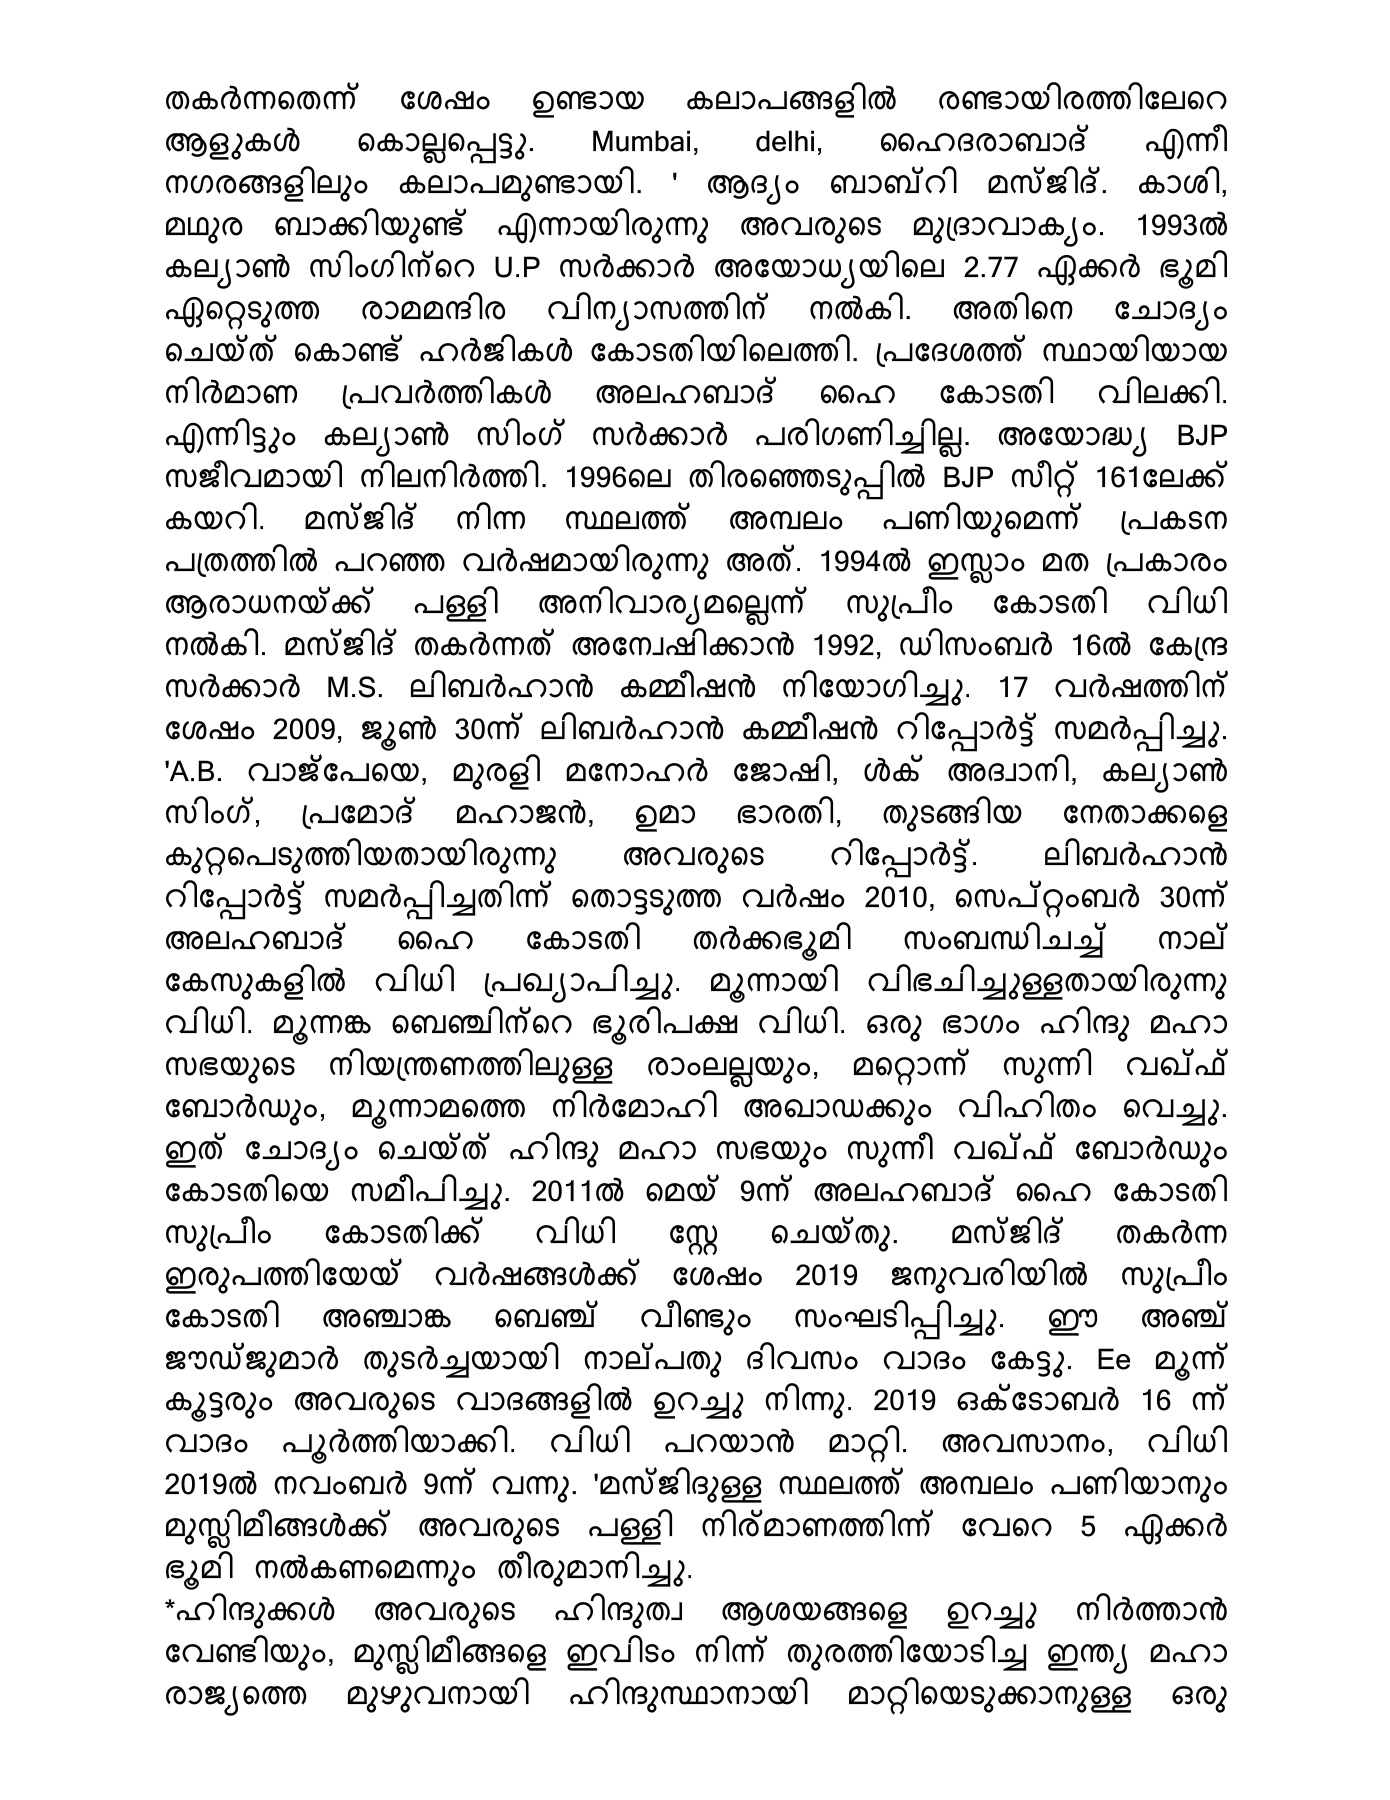 തകർന്നതെന്ന് ശേഷം ഉണ്ടായ കലാപങ്ങളിൽ രണ്ടായിരത്തിലേറെ
ആളുകൾ കൊല്ലപ്പെട്ടു. Mumbai, delhi, ഹൈദരാബാദ് എന്നീ
നഗരങ്ങളിലും കലാപമുണ്ടായി. ' ആദ്യം ബാബ്റി മസ്ജിദ്. കാശി,
മഥുര ബാക്കിയുണ്ട് എന്നായിരുന്നു അവരുടെ മുദ്രാവാക്യം. 1993ൽ
കല്യാൺ സിംഗിന്റെ U.P സർക്കാർ അയോധ്യയിലെ 2.77 ഏക്കർ ഭൂമി
ഏറ്റെടുത്ത രാമമന്ദിര വിന്യാസത്തിന് നൽകി. അതിനെ ചോദ്യം
ചെയ്ത് കൊണ്ട് ഹർജികൾ കോടതിയിലെത്തി. പ്രദേശത്ത് സ്ഥായിയായ
നിർമാണ പ്രവർത്തികൾ അലഹബാദ് ഹൈ കോടതി വിലക്കി.
എന്നിട്ടും കല്യാൺ സിംഗ് സർക്കാർ പരിഗണിച്ചില്ല. അയോദ്ധ്യ BJP
സജീവമായി നിലനിർത്തി. 1996ലെ തിരഞ്ഞെടുപ്പിൽ BJP സീറ്റ് 161ലേക്ക്
കയറി. മസ്ജിദ് നിന്ന സ്ഥലത്ത് അമ്പലം പണിയുമെന്ന് പ്രകടന
പത്രത്തിൽ പറഞ്ഞ വർഷമായിരുന്നു അത്. 1994ൽ ഇസ്ലാം മത പ്രകാരം
ആരാധനയ്ക്ക് പള്ളി അനിവാര്യമല്ലെന്ന് സുപ്രീം കോടതി വിധി
നൽകി. മസ്ജിദ് തകർന്നത് അന്വേഷിക്കാൻ 1992, ഡിസംബർ 16ൽ കേന്ദ്ര
സർക്കാർ M.S. ലിബർഹാൻ കമ്മീഷൻ നിയോഗിച്ചു. 17 വർഷത്തിന്
ശേഷം 2009, ജൂൺ 30ന്ന് ലിബർഹാൻ കമ്മീഷൻ റിപ്പോർട്ട് സമർപ്പിച്ചു.
'A.B. വാജ്പേയെ, മുരളി മനോഹർ ജോഷി, ൾക് അദ്വാനി, കല്യാൺ
സിംഗ്, പ്രമോദ് മഹാജൻ, ഉമാ ഭാരതി, തുടങ്ങിയ നേതാക്കളെ
കുറ്റപെടുത്തിയതായിരുന്നു അവരുടെ റിപ്പോർട്ട്. ലിബർഹാൻ
റിപ്പോർട്ട് സമർപ്പിച്ചതിന്ന് തൊട്ടടുത്ത വർഷം 2010, സെപ്റ്റംബർ 30ന്ന്
അലഹബാദ് ഹൈ കോടതി തർക്കഭൂമി സംബന്ധിചച്ച് നാല്
കേസുകളിൽ വിധി പ്രഖ്യാപിച്ചു. മൂന്നായി വിഭചിച്ചുള്ളതായിരുന്നു
വിധി. മൂന്നങ്ക ബെഞ്ചിന്റെ ഭൂരിപക്ഷ വിധി. ഒരു ഭാഗം ഹിന്ദു മഹാ
സഭയുടെ നിയന്ത്രണത്തിലുള്ള രാംലല്ലയും, മറ്റൊന്ന് സുന്നി വഖ്ഫ്
ബോർഡും, മൂന്നാമത്തെ നിർമോഹി അഖാഡക്കും വിഹിതം വെച്ചു.
ഇത് ചോദ്യം ചെയ്ത് ഹിന്ദു മഹാ സഭയും സുന്നീ വഖ്ഫ് ബോർഡും
കോടതിയെ സമീപിച്ചു. 2011ൽ മെയ് 9ന്ന് അലഹബാദ് ഹൈ കോടതി
സുപ്രീം കോടതിക്ക് വിധി സ്റ്റേ ചെയ്തു. മസ്ജിദ് തകർന്ന
ഇരുപത്തിയേയ് വർഷങ്ങൾക്ക് ശേഷം 2019 ജനുവരിയിൽ സുപ്രീം
കോടതി അഞ്ചാങ്ക ബെഞ്ച് വീണ്ടും സംഘടിപ്പിച്ചു. ഈ അഞ്ച്
ജൗഡ്ജുമാർ തുടർച്ചയായി നാല്പതു ദിവസം വാദം കേട്ടു. Ee മൂന്ന്
കൂട്ടരും അവരുടെ വാദങ്ങളിൽ ഉറച്ചു നിന്നു. 2019 ഒക്ടോബർ 16 ന്ന്
വാദം പൂർത്തിയാക്കി. വിധി പറയാൻ മാറ്റി. അവസാനം, വിധി
2019ൽ നവംബർ 9ന്ന് വന്നു. 'മസ്ജിദുള്ള സ്ഥലത്ത് അമ്പലം പണിയാനും
മുസ്ലിമീങ്ങൾക്ക് അവരുടെ പള്ളി നിര്മാണത്തിന്ന് വേറെ 5 ഏക്കർ
ഭൂമി നൽകണമെന്നും തീരുമാനിച്ചു.
*ഹിന്ദുക്കൾ അവരുടെ ഹിന്ദുത്വ ആശയങ്ങളെ ഉറച്ചു നിർത്താൻ
വേണ്ടിയും, മുസ്ലിമീങ്ങളെ ഇവിടം നിന്ന് തുരത്തിയോടിച്ച ഇന്ത്യ മഹാ
രാജ്യത്തെ മുഴുവനായി ഹിന്ദുസ്ഥാനായി മാറ്റിയെടുക്കാനുള്ള ഒരു